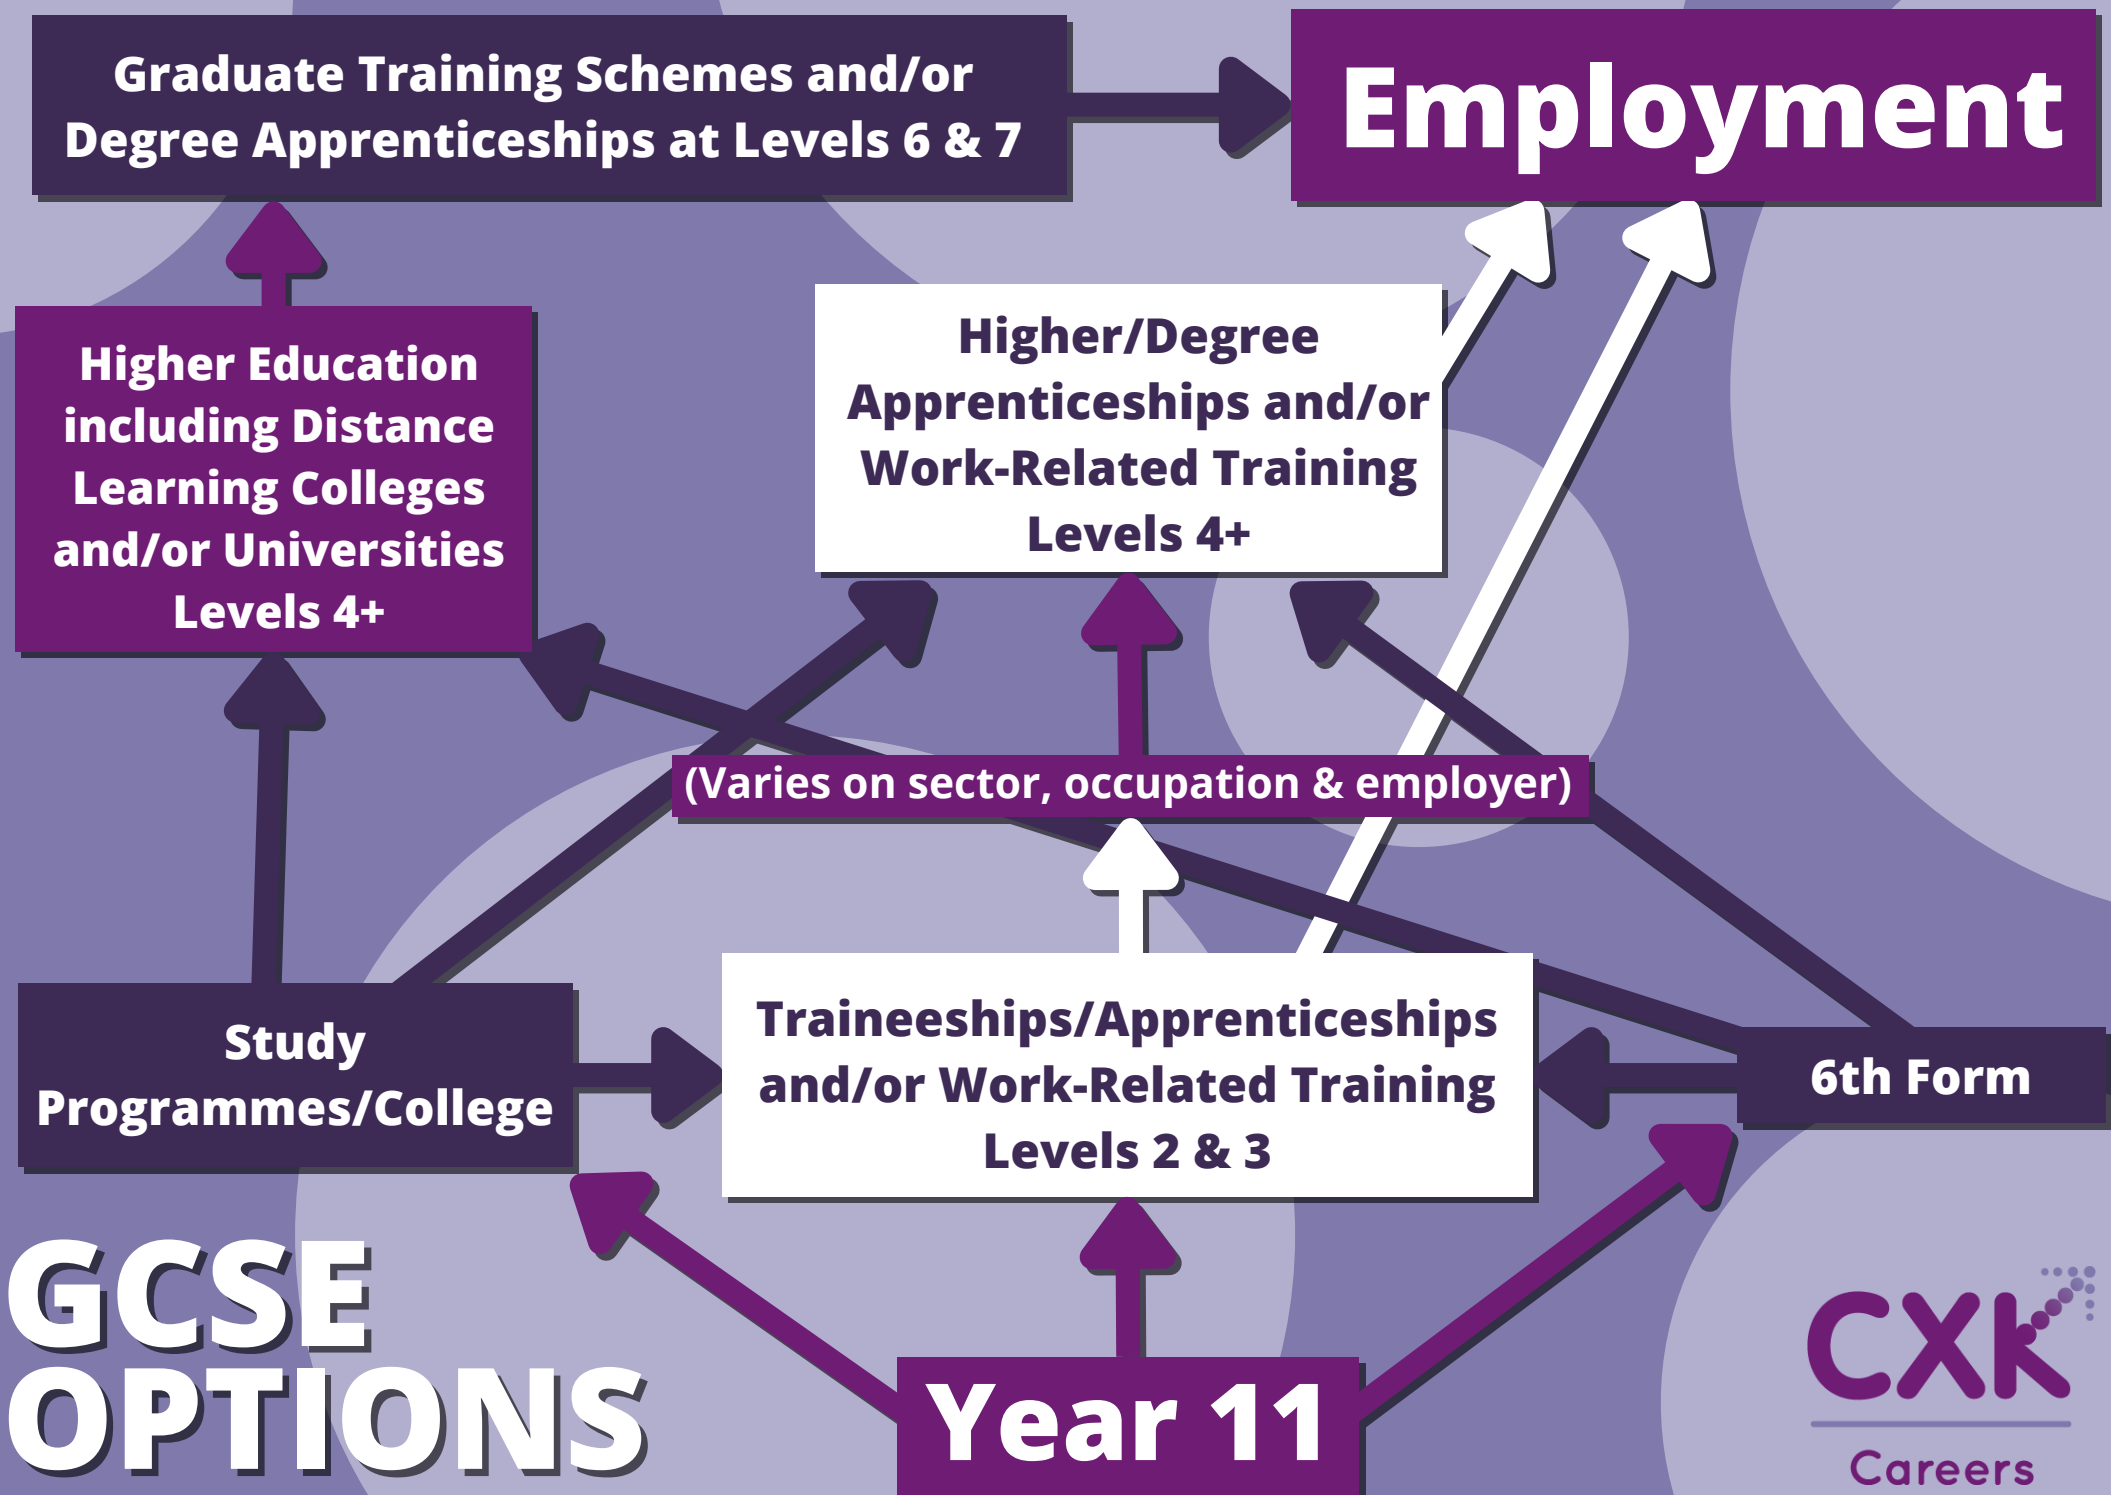 Graduate Training Schemes and/or
Degree Apprenticeships at Levels 6 & 7
Employment
Higher Education
including Distance
Learning Colleges
and/or Universities
Levels 4+
Higher/Degree
Apprenticeships and/or
Work-Related Training
Levels 4+
(Varies on sector, occupation & employer)
Study
Programmes/College
Traineeships/Apprenticeships
and/or Work-Related Training
Levels 2 & 3
6th Form
GCSE
OPTIONS
Year 11
CXK
Careers